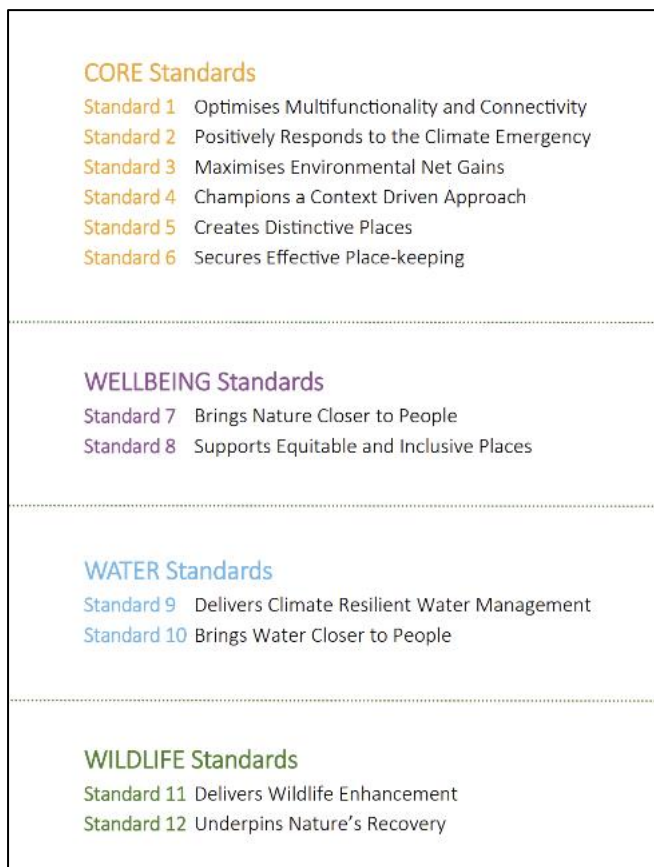 CORE Standards
Standard 1 Optimises Multifunctionality and Connectivity
Standard 2 Positively Responds to the Climate Emergency
Standard 3 Maximises Environmental Net Gains
Standard 4 Champions a Context Driven Approach
Standard 5 Creates Distinctive Places
Standard 6 Secures Effective Place-keeping
WELLBEING Standards
Standard 7 Brings Nature Closer to People
Standard 8 Supports Equitable and Inclusive Places
WATER Standards
Standard 9 Delivers Climate Resilient Water Management
Standard 10 Brings Water Closer to People
WILDLIFE Standards
Standard 11 Delivers Wildlife Enhancement
Standard 12 Underpins Nature’s Recovery